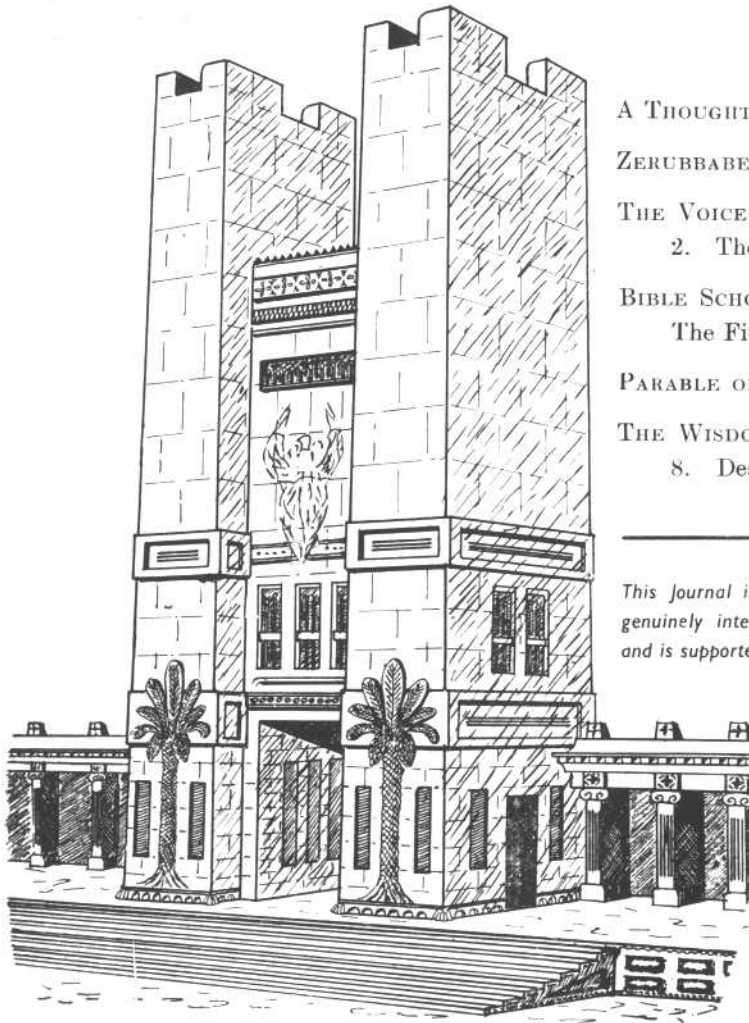 A THOUGHT
ZERUBBABE
THE VOICE
2. The
BIBLE SCHO
The Fi
PARABLE O
THE WISDO
8. Des
This Journal i
genuinely inte
and is supporte